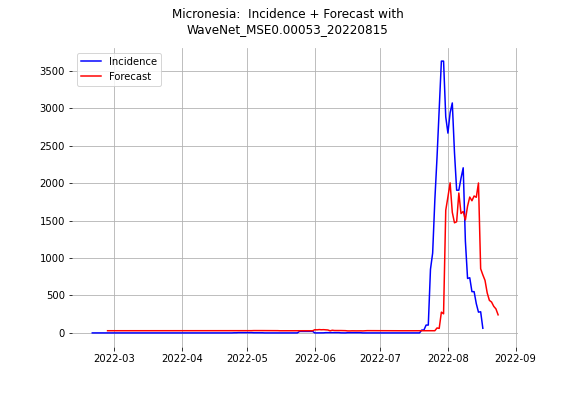 Micronesia:  Incidence + Forecast with
WaveNet_MSE0.00053_20220815
Incidence
Forecast
3500
3000
2500
2000
1500
1000
500
0
2022-03 2022-04 2022-05 2022-06 2022-07 2022-08 2022-09